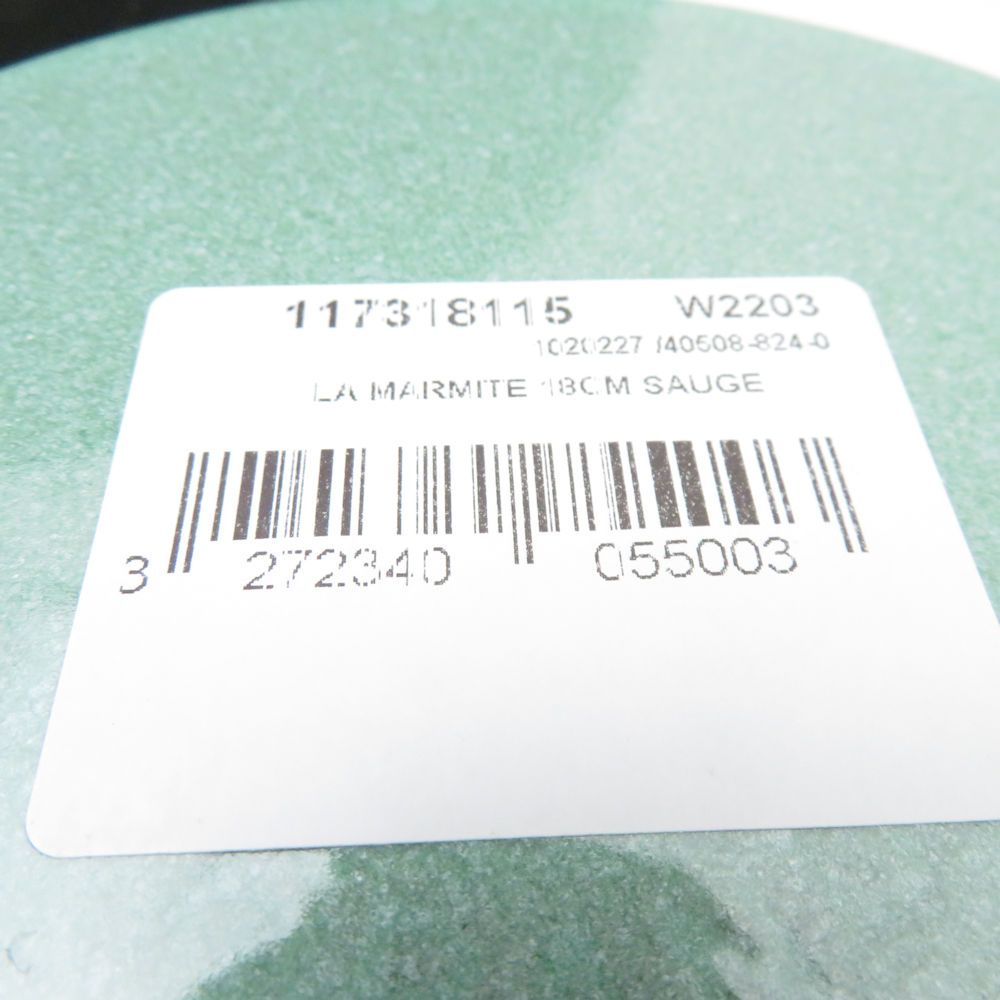 117318115 W2203
1020227 /40508-824-0
LA MARMITE 18CM SAUGE
3 272340 055003